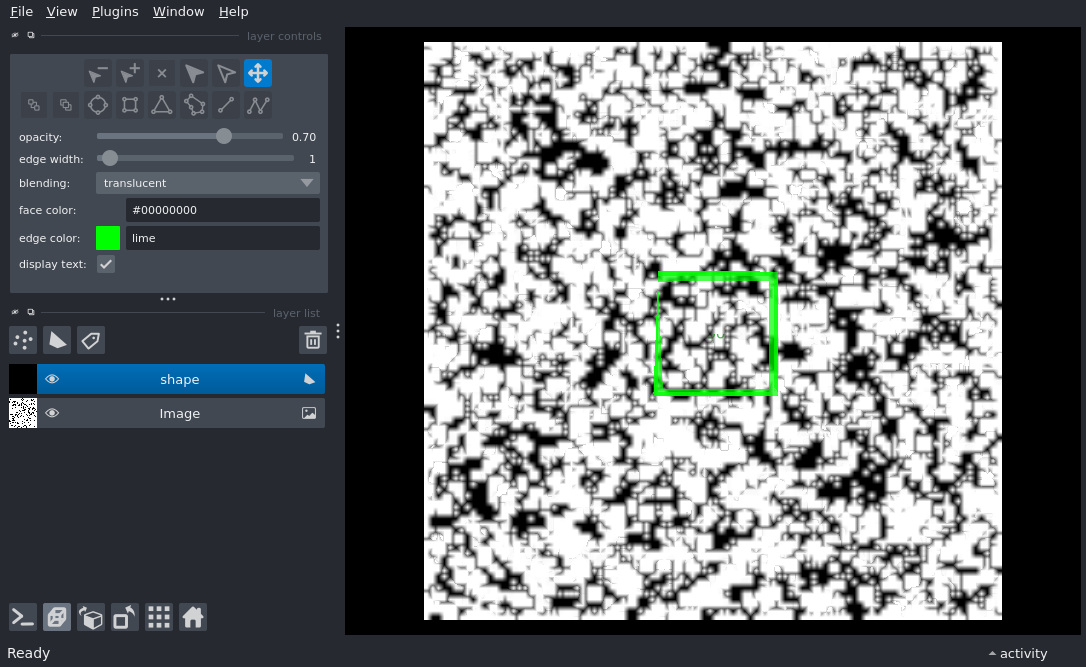 File View Plugins Window Help
layer controls
opacity: 0.70
edge width: 1
blending: translucent
face color: #00000000
edge color: lime
display text:
layer list
shape
Image
Ready
activity